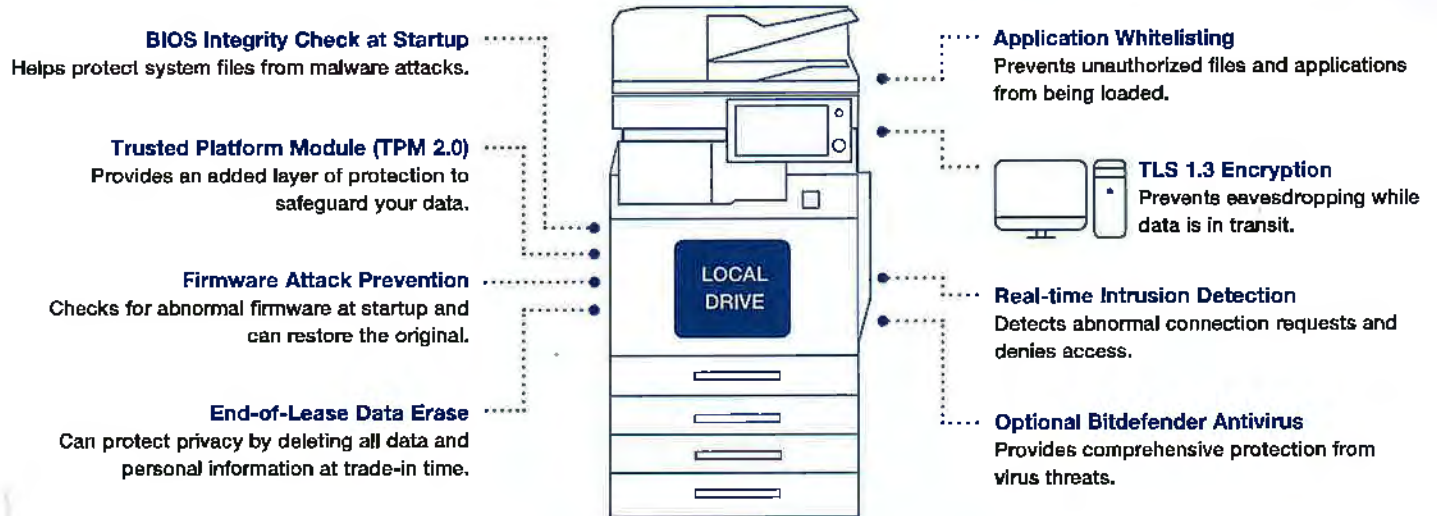 BIOS Integrity Check at Startup
Helps protect system files from malware attacks.
Trusted Platform Module (TPM 2.0)
Provides an added layer of protection to
safeguard your data.
Firmware Attack Prevention
Checks for abnormal firmware at startup and
can restore the original.
End-of-Lease Data Erase
Can protect privacy by deleting all data and
personal information at trade-in time.
LOCAL
DRIVE
Application Whitelisting
Prevents unauthorized files and applications
from being loaded.
TLS 1.3 Encryption
Prevents eavesdropping while
data is in transit.
Real-time Intrusion Detection
Detects abnormal connection requests and
denies access.
Optional Bitdefender Antivirus
Provides comprehensive protection from
virus threats.